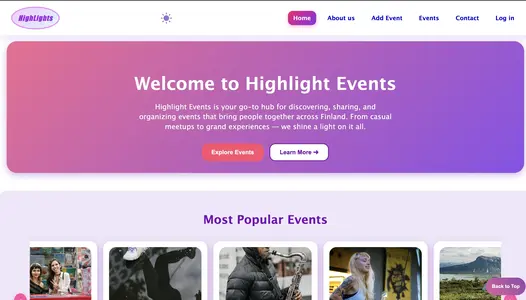 HighLights
Home About us Add Event Events Contact Log in
Welcome to Highlight Events
Highlight Events is your go-to hub for discovering, sharing, and
organizing events that bring people together across Finland. From casual
meetups to grand experiences — we shine a light on it all.
Explore Events Learn More ➔
Most Popular Events
Back to Top